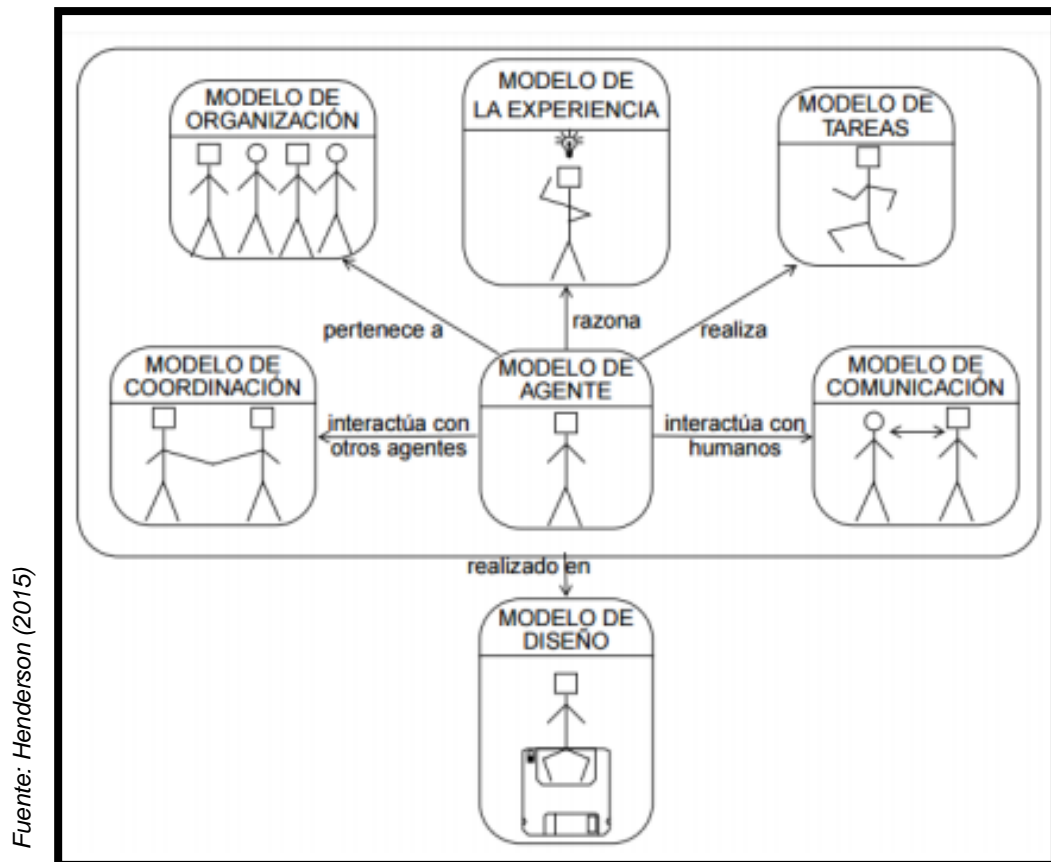 MODELO DE
ORGANIZACIÓN
MODELO DE
LA EXPERIENCIA
MODELO DE
TAREAS
pertenece a
razona
realiza
MODELO DE
COORDINACIÓN
interactúa con
otros agentes
MODELO DE
AGENTE
interactúa con
humanos
MODELO DE
COMUNICACIÓN
realizado en
MODELO DE
DISEÑO
Fuente: Henderson (2015)